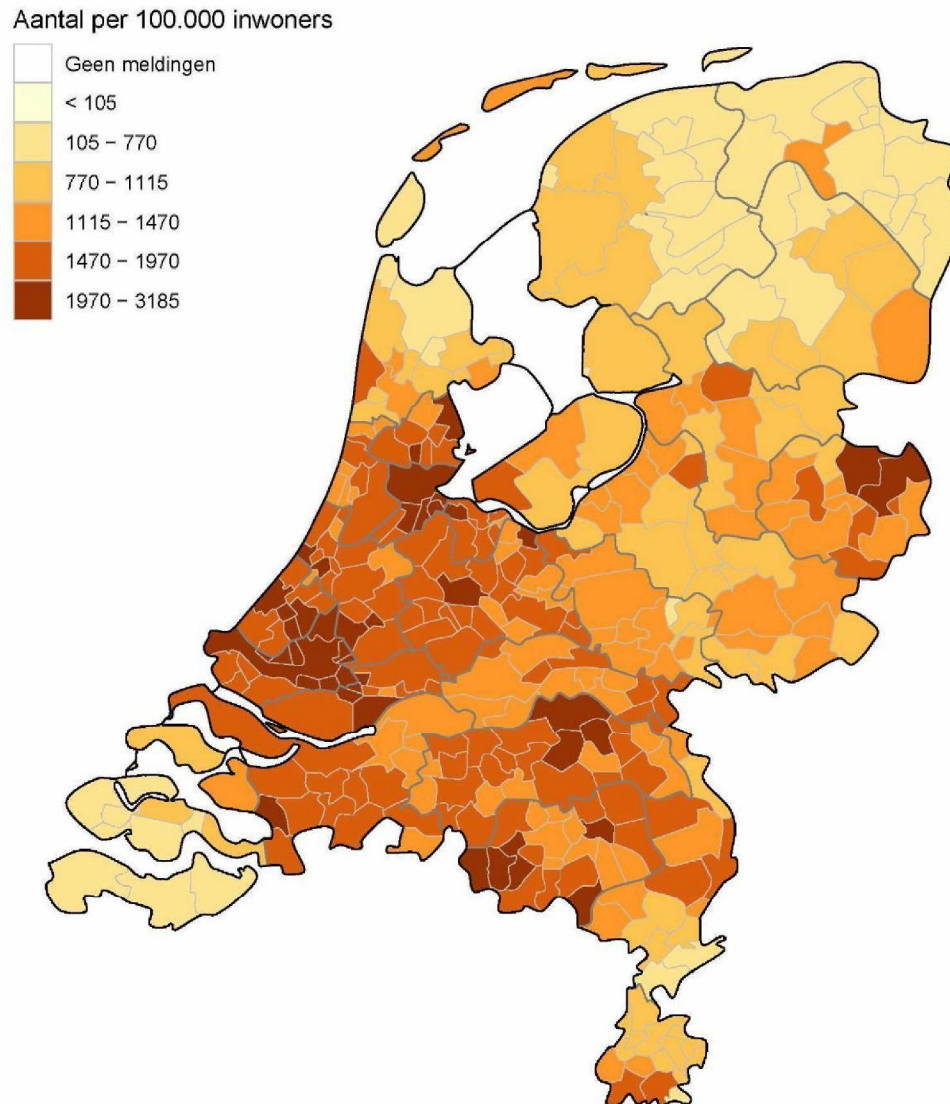 Aantal per 100.000 inwoners
Geen meldingen
< 105
105 – 770
770 – 1115
1115 – 1470
1470 – 1970
1970 – 3185